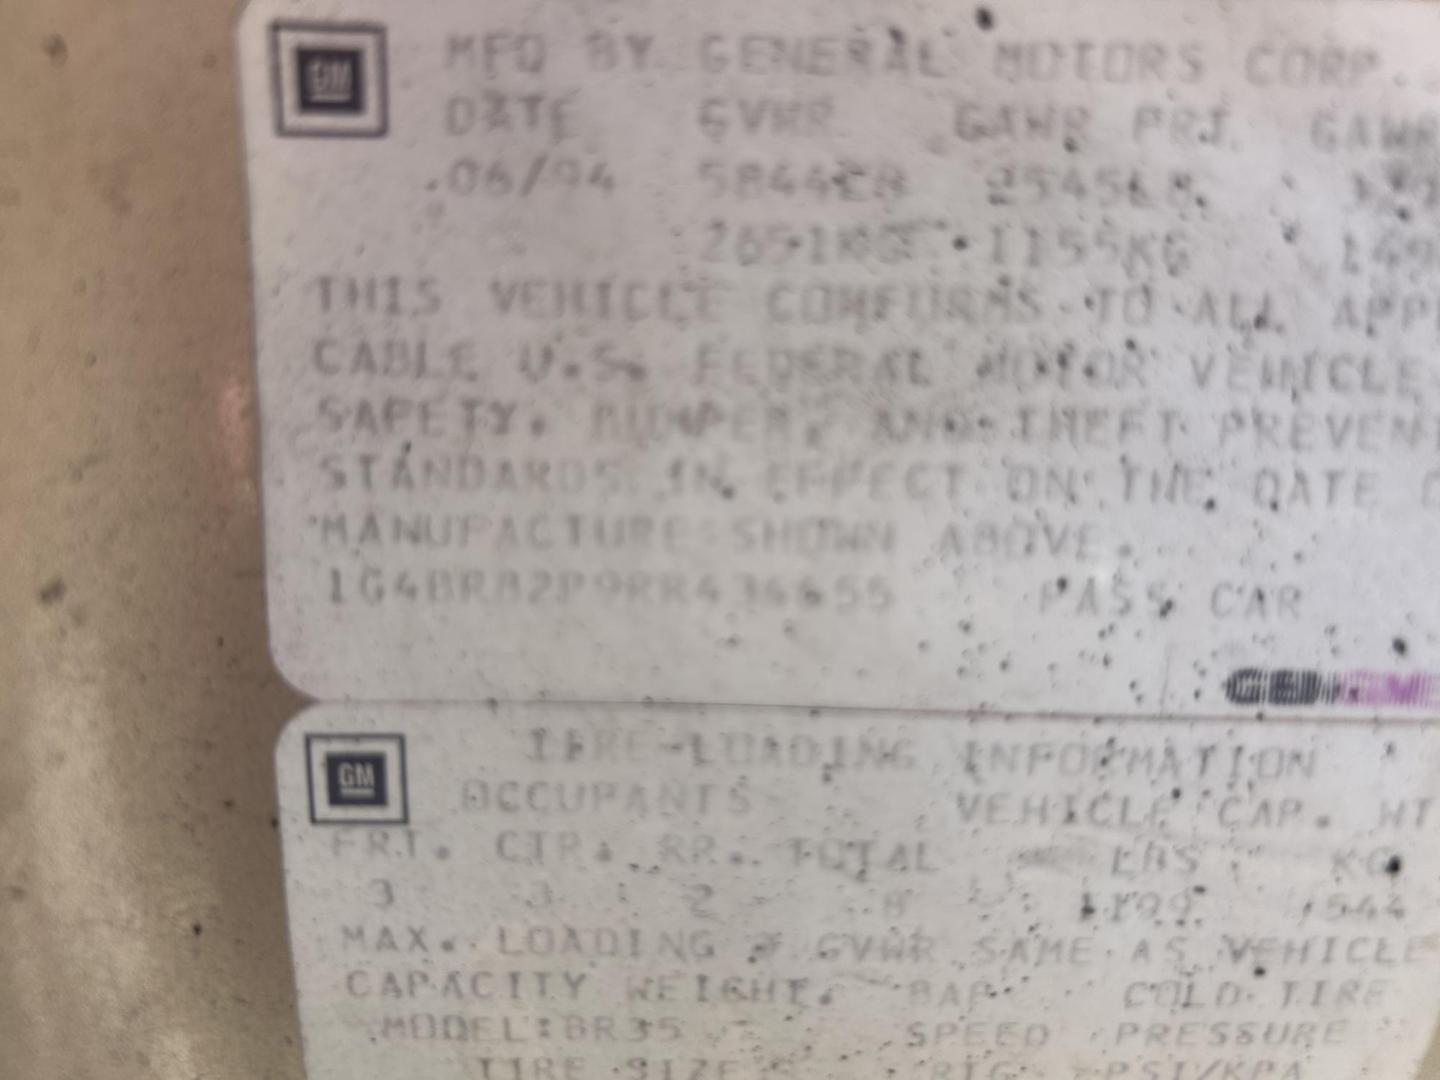 GM
MFD BY GENERAL MOTORS CORP.
DATE GVWR GAWR FRT. GAWR
06/94 5844LB 2545LB
2651KG 1155KG
THIS VEHICLE CONFORMS TO ALL APPL
CABLE U.S. FEDERAL MOTOR VEHICLE
SAFETY, BUMPER, AND THEFT PREVENT
STANDARDS IN EFFECT ON THE DATE O
MANUFACTURE SHOWN ABOVE.
PASS CAR
GM
TIRE-LOADING INFORMATION
OCCUPANTS VEHICLE CAP. WT
FRT. CTR. RR. TOTAL LBS KG
3 3 2 8 1199 544
MAX. LOADING & GVWR SAME AS VEHICLE
CAPACITY WEIGHT. COLD TIRE
MODEL:BR35 SPEED PRESSURE
TIRE SIZE RTG PSI/KPA